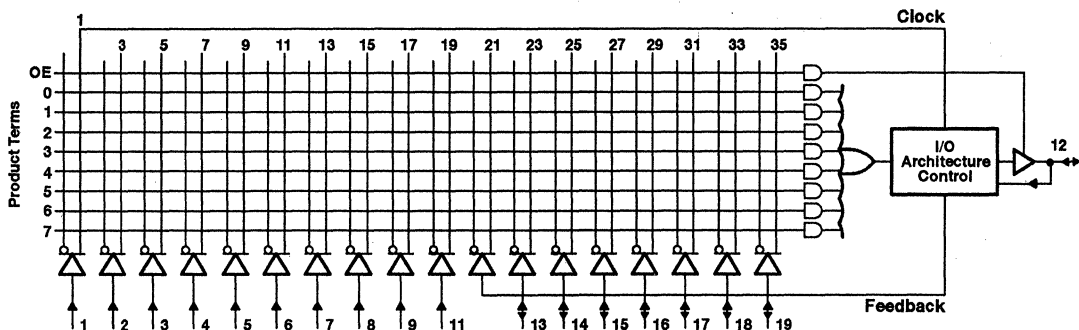 1 Clock
3 5 7 9 11 13 15 17 19 21 23 25 27 29 31 33 35
OE
0
1
2
3
4
5
6
7
Product Terms
I/O
Architecture
Control
12
Feedback
1 2 3 4 5 6 7 8 9 11 13 14 15 16 17 18 19